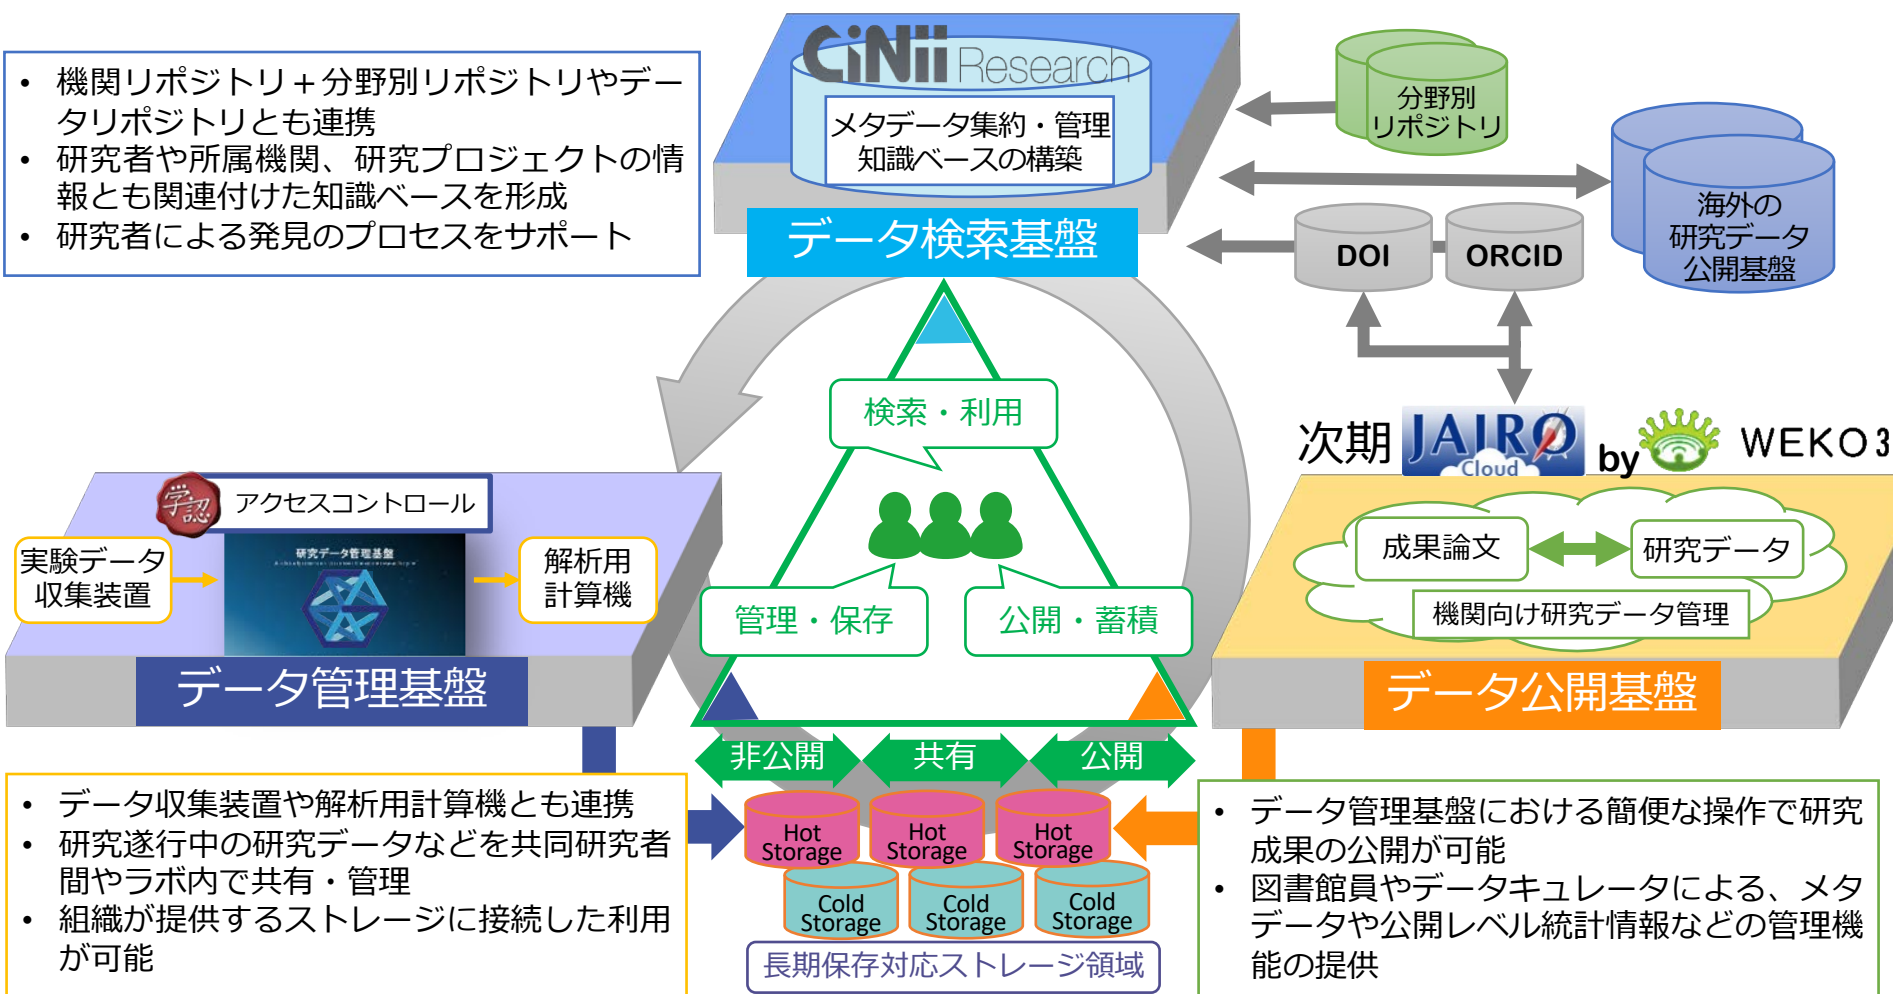 CiNii Research
メタデータ集約・管理
知識ベースの構築
データ検索基盤
• 機関リポジトリ＋分野別リポジトリやデー
タリポジトリとも連携
• 研究者や所属機関、研究プロジェクトの情
報とも関連付けた知識ベースを形成
• 研究者による発見のプロセスをサポート
分野別
リポジトリ
海外の
研究データ
公開基盤
DOI
ORCID
検索・利用
管理・保存
公開・蓄積
次期 JAIRO Cloud by WEKO3
成果論文
研究データ
機関向け研究データ管理
データ公開基盤
学認
アクセスコントロール
実験データ
収集装置
研究データ管理基盤
解析用
計算機
データ管理基盤
非公開
共有
公開
Hot
Storage
Hot
Storage
Hot
Storage
Cold
Storage
Cold
Storage
Cold
Storage
長期保存対応ストレージ領域
• データ収集装置や解析用計算機とも連携
• 研究遂行中の研究データなどを共同研究者
間やラボ内で共有・管理
• 組織が提供するストレージに接続した利用
が可能
• データ管理基盤における簡便な操作で研究
成果の公開が可能
• 図書館員やデータキュレータによる、メタ
データや公開レベル統計情報などの管理機
能の提供